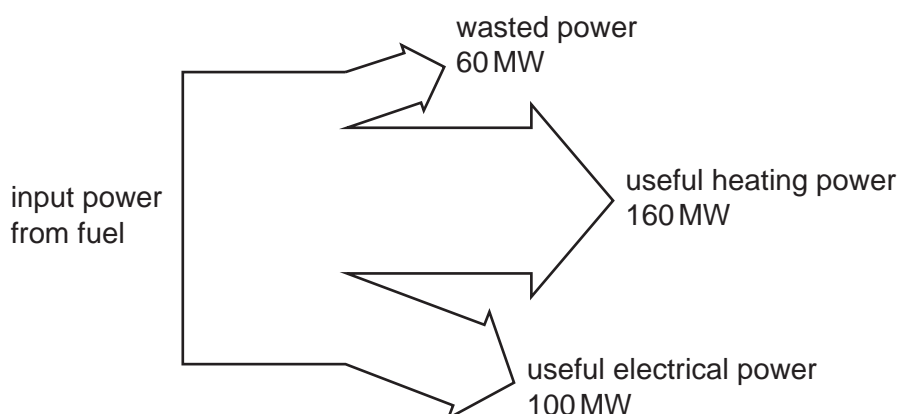 wasted power
60 MW
input power
from fuel
useful heating power
160 MW
useful electrical power
100 MW